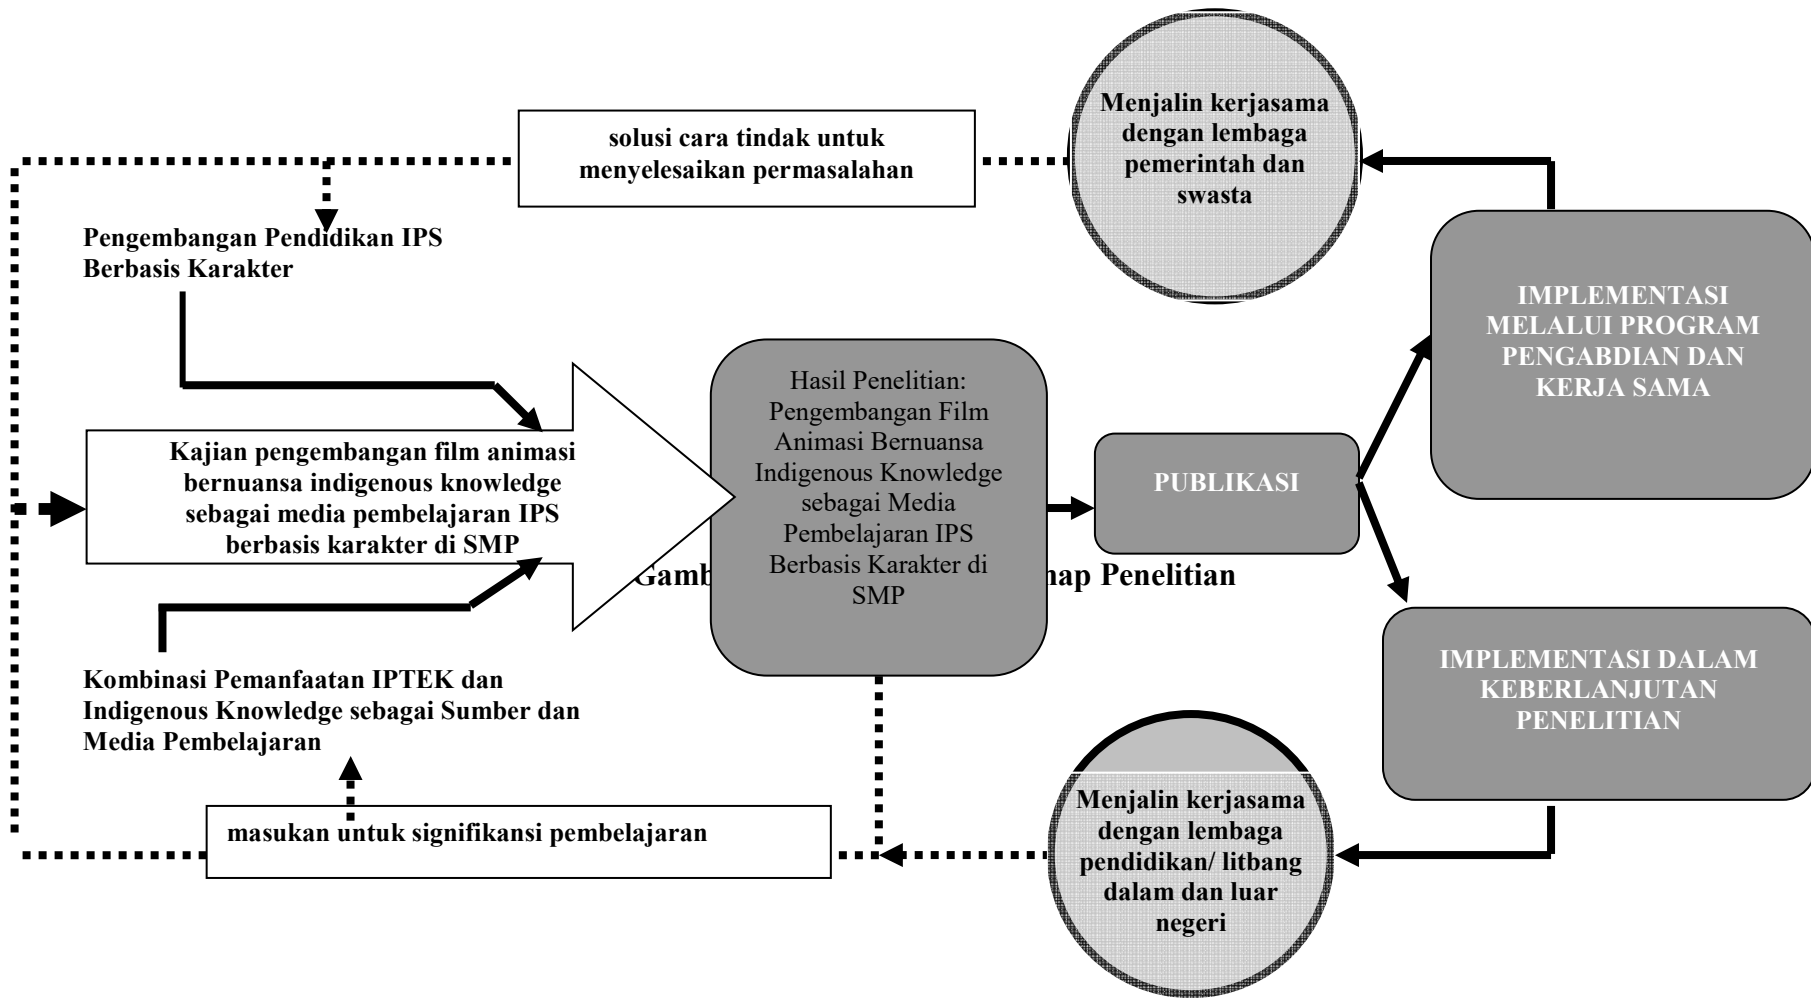 Menjalin kerjasama
dengan lembaga
pemerintah dan
swasta
solusi cara tindak untuk
menyelesaikan permasalahan
Pengembangan Pendidikan IPS
Berbasis Karakter
IMPLEMENTASI
MELALUI PROGRAM
PENGABDIAN DAN
KERJA SAMA
Kajian pengembangan film animasi
bernuansa indigenous knowledge
sebagai media pembelajaran IPS
berbasis karakter di SMP
Hasil Penelitian:
Pengembangan Film
Animasi Bernuansa
Indigenous Knowledge
sebagai Media
Pembelajaran IPS
Berbasis Karakter di
SMP
PUBLIKASI
Penelitian
Kombinasi Pemanfaatan IPTEK dan
Indigenous Knowledge sebagai Sumber dan
Media Pembelajaran
IMPLEMENTASI DALAM
KEBERLANJUTAN
PENELITIAN
masukan untuk signifikansi pembelajaran
Menjalin kerjasama
dengan lembaga
pendidikan/ litbang
dalam dan luar
negeri